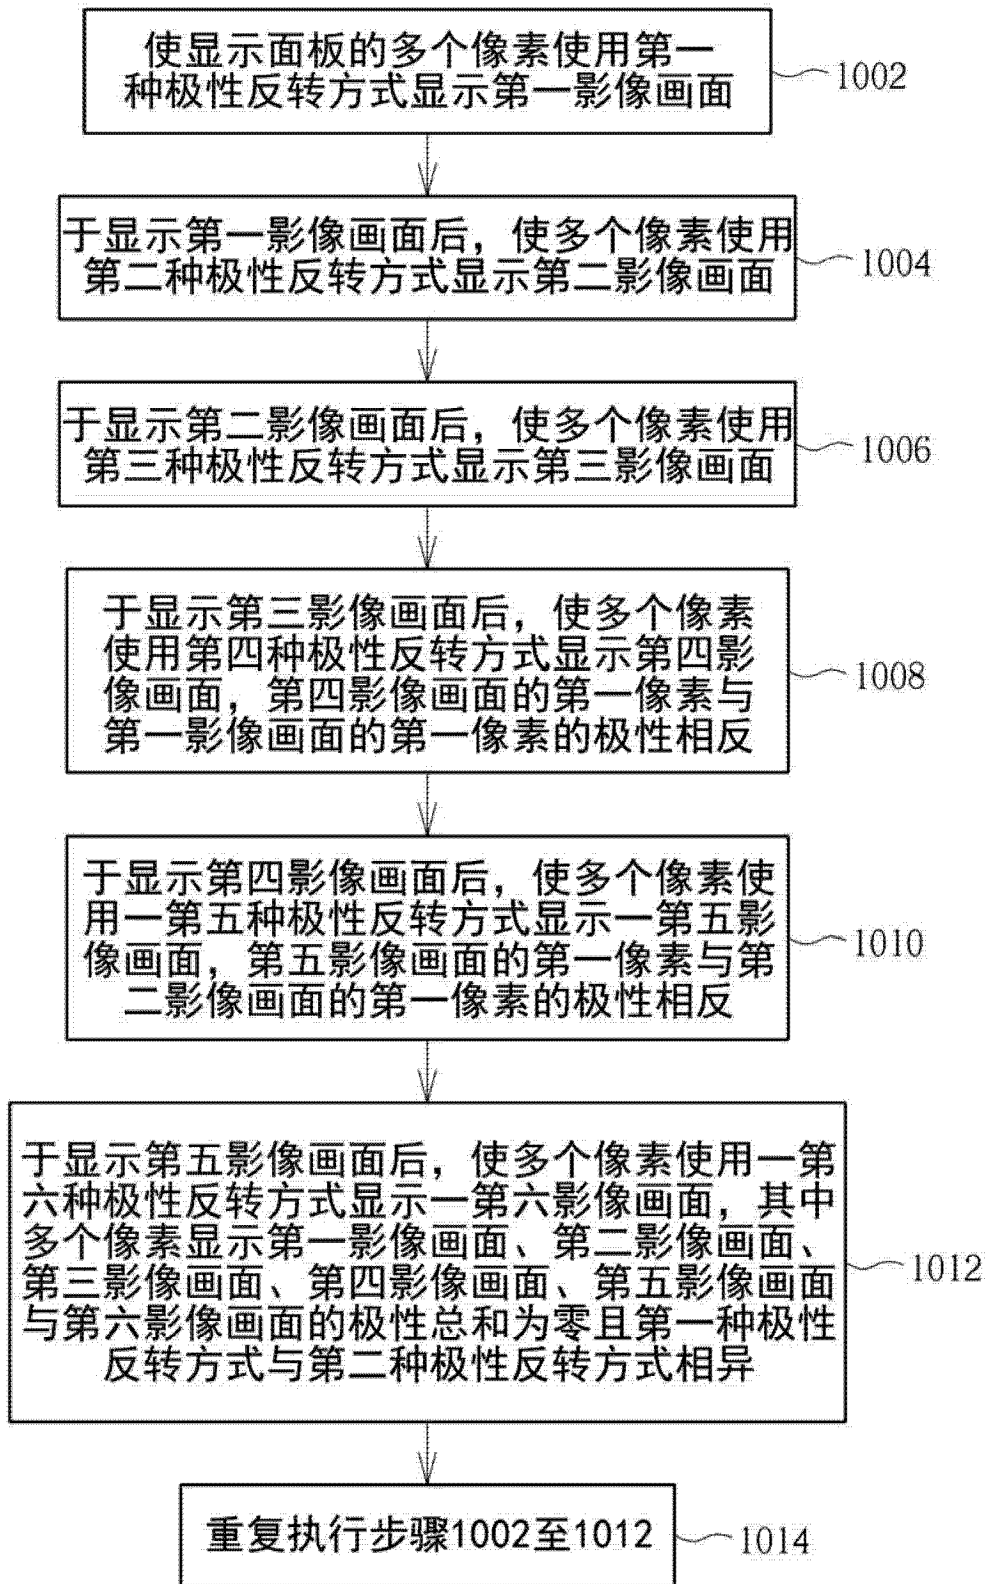 使显示面板的多个像素使用第一
种极性反转方式显示第一影像画面
1002
于显示第一影像画面后，使多个像素使用
第二种极性反转方式显示第二影像画面
1004
于显示第二影像画面后，使多个像素使用
第三种极性反转方式显示第三影像画面
1006
于显示第三影像画面后，使多个像素
使用第四种极性反转方式显示第四影
像画面，第四影像画面的第一像素与
第一影像画面的第一像素的极性相反
1008
于显示第四影像画面后，使多个像素使
用一第五种极性反转方式显示一第五影
像画面，第五影像画面的第一像素与第
二影像画面的第一像素的极性相反
1010
于显示第五影像画面后，使多个像素使用一第
六种极性反转方式显示一第六影像画面，其中
多个像素显示第一影像画面、第二影像画面、
第三影像画面、第四影像画面、第五影像画面
与第六影像画面的极性总和为零且第一种极性
反转方式与第二种极性反转方式相异
1012
重复执行步骤1002至1012
1014